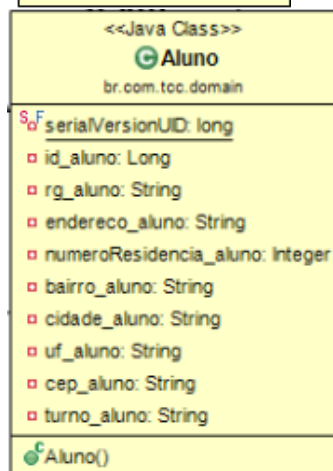 <<Java Class>>
C Aluno
br.com.tcc.domain
S F serialVersionUID: long
id_aluno: Long
rg_aluno: String
endereco_aluno: String
numeroResidencia_aluno: Integer
bairro_aluno: String
cidade_aluno: String
uf_aluno: String
cep_aluno: String
turno_aluno: String
C Aluno()